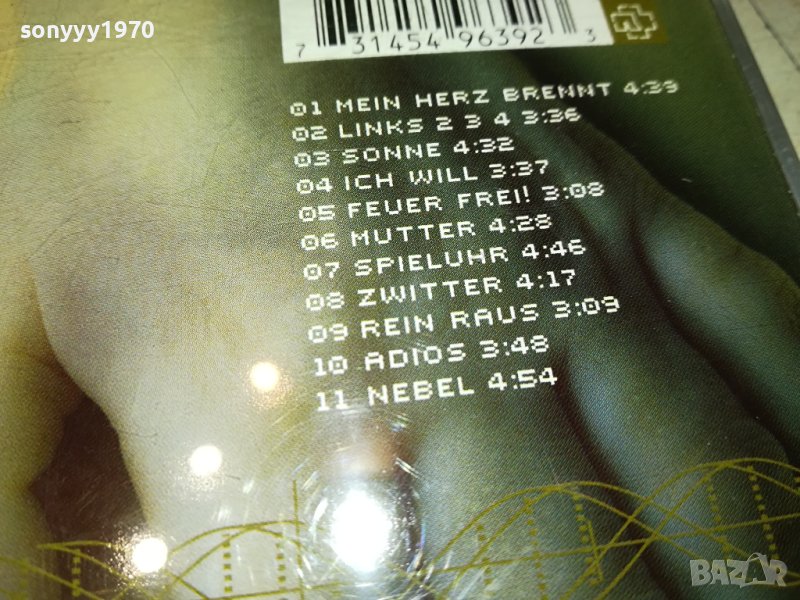 sonyyy1970
7 31454 96392 3
01 MEIN HERZ BRENNT 4:39
02 LINKS 2 3 4 3:36
03 SONNE 4:32
04 ICH WILL 3:37
05 FEUER FREI! 3:08
06 MUTTER 4:28
07 SPIELUHR 4:46
08 ZWITTER 4:17
09 REIN RAUS 3:09
10 ADIOS 3:48
11 NEBEL 4:54
BAZAR